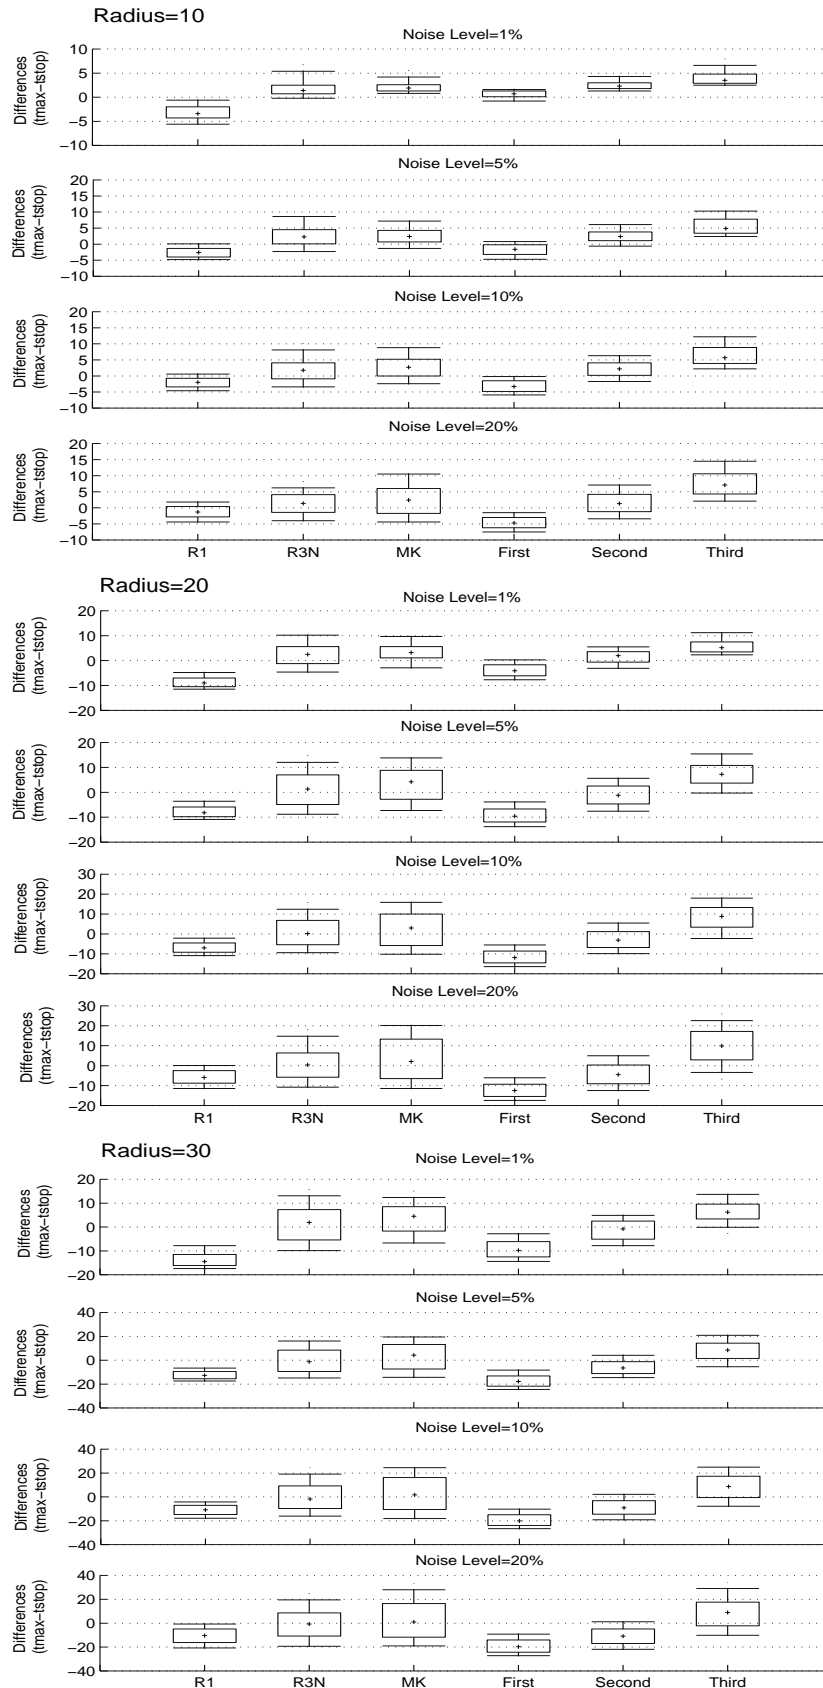 Radius=10
Noise Level=1%
Differences
(tmax−tstop)
10
5
0
−5
−10
Noise Level=5%
Differences
(tmax−tstop)
20
15
10
5
0
−5
−10
Noise Level=10%
Differences
(tmax−tstop)
20
15
10
5
0
−5
−10
Noise Level=20%
Differences
(tmax−tstop)
20
15
10
5
0
−5
−10
R1 R3N MK First Second Third
Radius=20
Noise Level=1%
Differences
(tmax−tstop)
20
10
0
−10
−20
Noise Level=5%
Differences
(tmax−tstop)
20
10
0
−10
−20
Noise Level=10%
Differences
(tmax−tstop)
30
20
10
0
−10
−20
Noise Level=20%
Differences
(tmax−tstop)
30
20
10
0
−10
−20
R1 R3N MK First Second Third
Radius=30
Noise Level=1%
Differences
(tmax−tstop)
20
10
0
−10
−20
Noise Level=5%
Differences
(tmax−tstop)
40
20
0
−20
−40
Noise Level=10%
Differences
(tmax−tstop)
40
20
0
−20
−40
Noise Level=20%
Differences
(tmax−tstop)
40
20
0
−20
−40
R1 R3N MK First Second Third